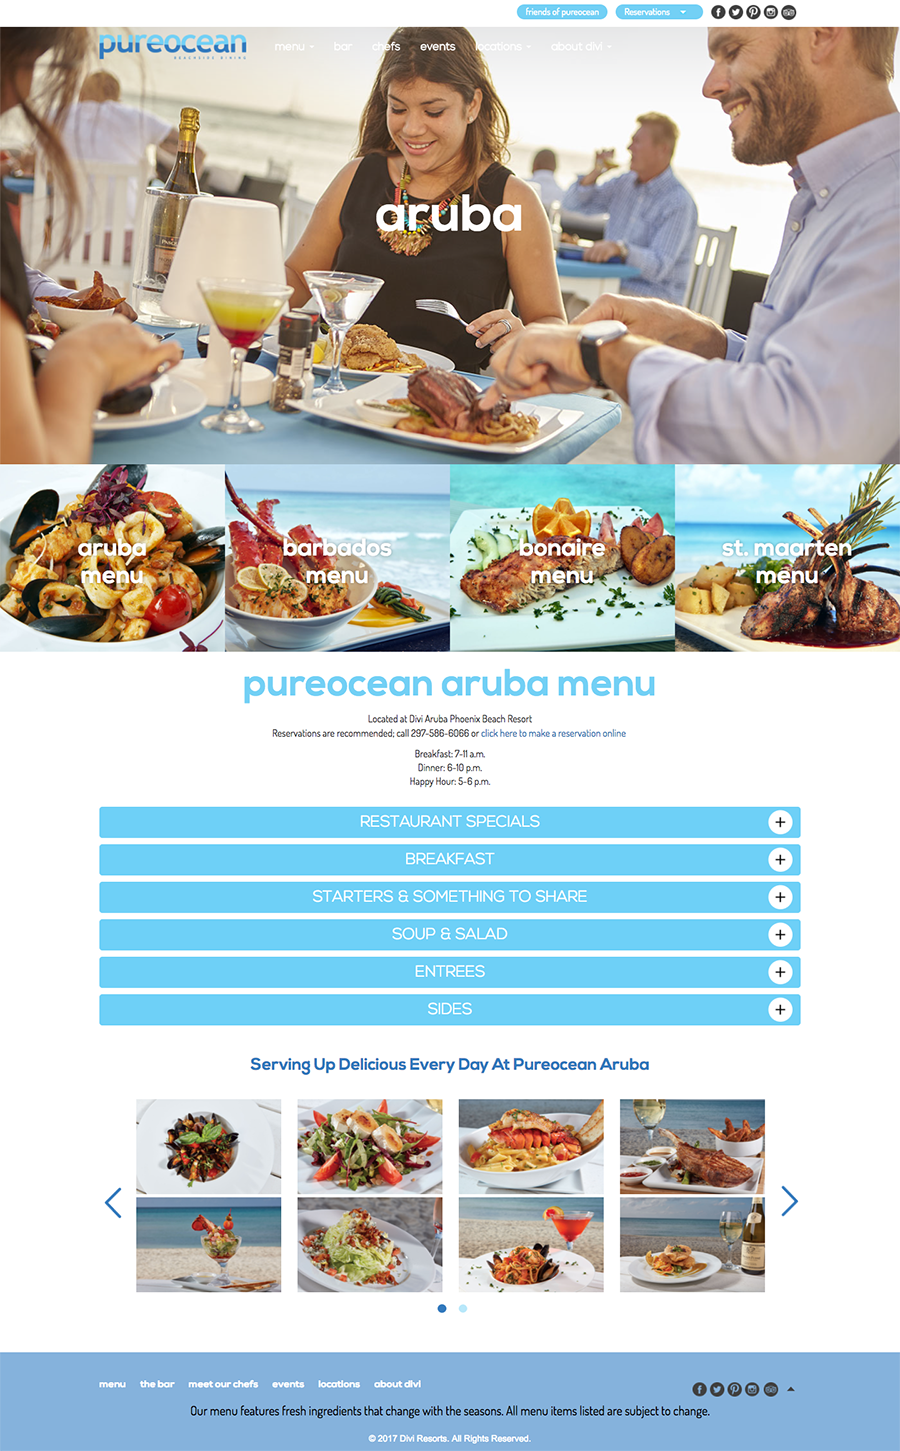 friends of pureocean Reservations
pureocean
BEACHSIDE DINING
menu bar chefs events locations about divi
aruba
aruba
menu
barbados
menu
bonaire
menu
st. maarten
menu
pureocean aruba menu
Located at Divi Aruba Phoenix Beach Resort
Reservations are recommended; call 297-586-6066 or click here to make a reservation online
Breakfast: 7-11 a.m.
Dinner: 6-10 p.m.
Happy Hour: 5-6 p.m.
RESTAURANT SPECIALS
BREAKFAST
STARTERS & SOMETHING TO SHARE
SOUP & SALAD
ENTREES
SIDES
Serving Up Delicious Every Day At Pureocean Aruba
menu the bar meet our chefs events locations about divi
Our menu features fresh ingredients that change with the seasons. All menu items listed are subject to change.
© 2017 Divi Resorts. All Rights Reserved.